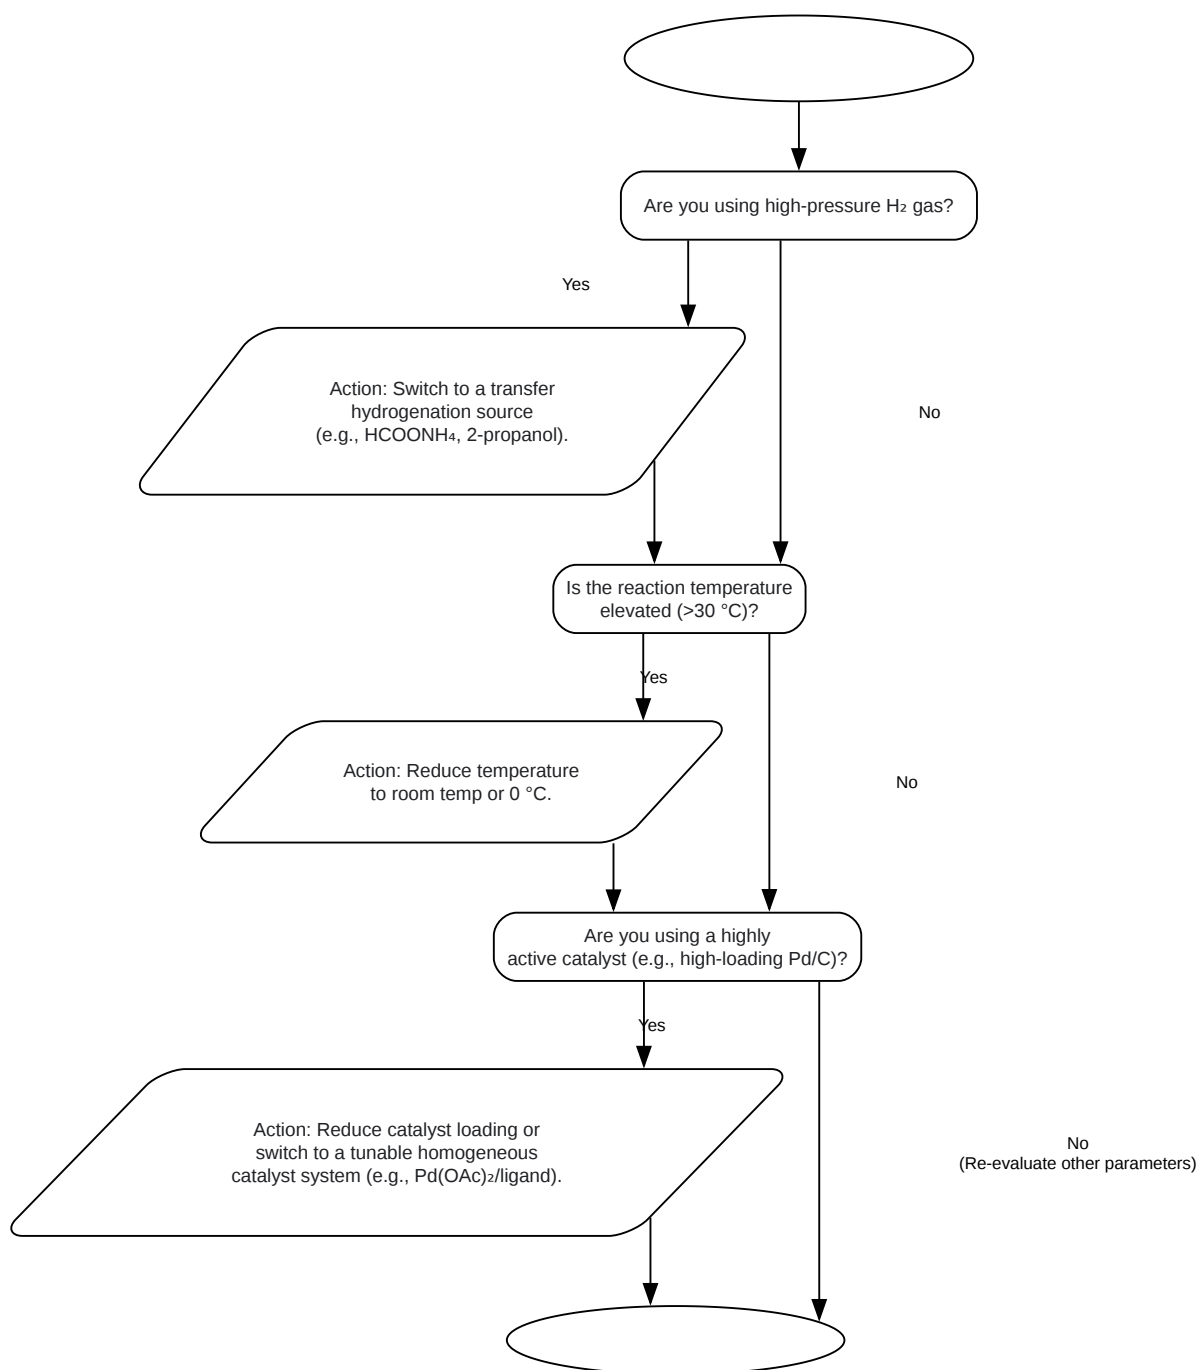 Are you using high-pressure H₂ gas?
Yes
Action: Switch to a transfer
hydrogenation source
(e.g., HCOONH₄, 2-propanol).
No
Is the reaction temperature
elevated (>30 °C)?
Yes
Action: Reduce temperature
to room temp or 0 °C.
No
Are you using a highly
active catalyst (e.g., high-loading Pd/C)?
Yes
Action: Reduce catalyst loading or
switch to a tunable homogeneous
catalyst system (e.g., Pd(OAc)₂/ligand).
No
(Re-evaluate other parameters)